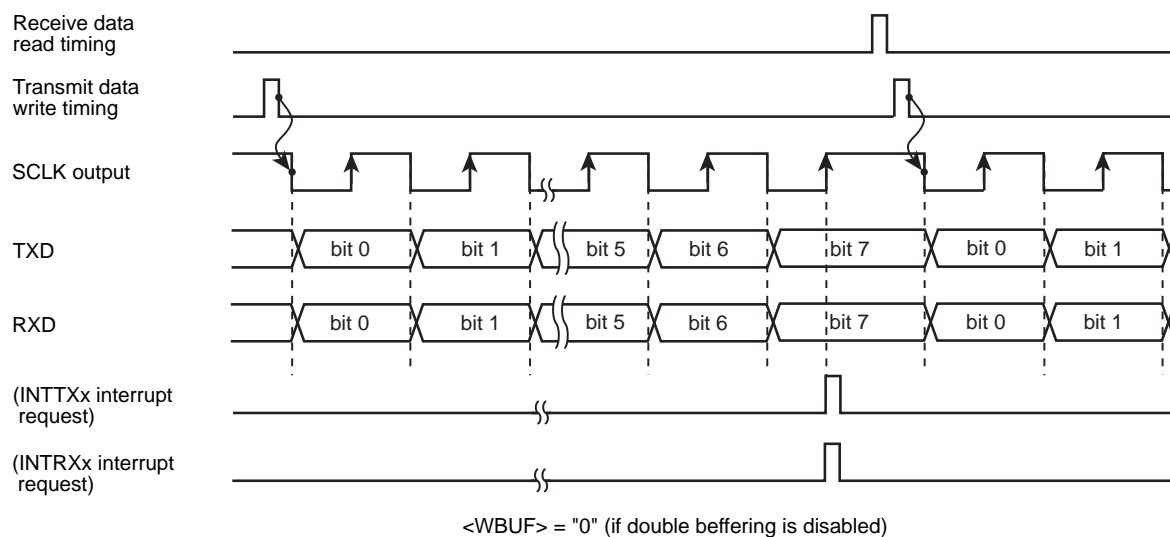 Receive data
read timing
Transmit data
write timing
SCLK output
TXD
bit 0
bit 1
bit 5
bit 6
bit 7
bit 0
bit 1
RXD
bit 0
bit 1
bit 5
bit 6
bit 7
bit 0
bit 1
(INTTXx interrupt
request)
(INTRXx interrupt
request)
<WBUF> = "0" (if double beffering is disabled)